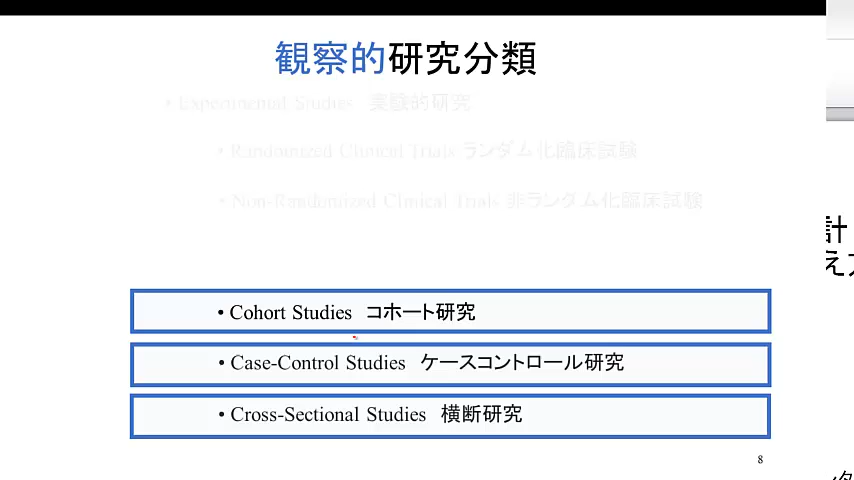 観察的研究分類
• Experimental Studies 実験的研究
• Randomized Clinical Trials ランダム化臨床試験
• Non-Randomized Clinical Trials 非ランダム化臨床試験
• Cohort Studies コホート研究
• Case-Control Studies ケースコントロール研究
• Cross-Sectional Studies 横断研究
8
計
え方